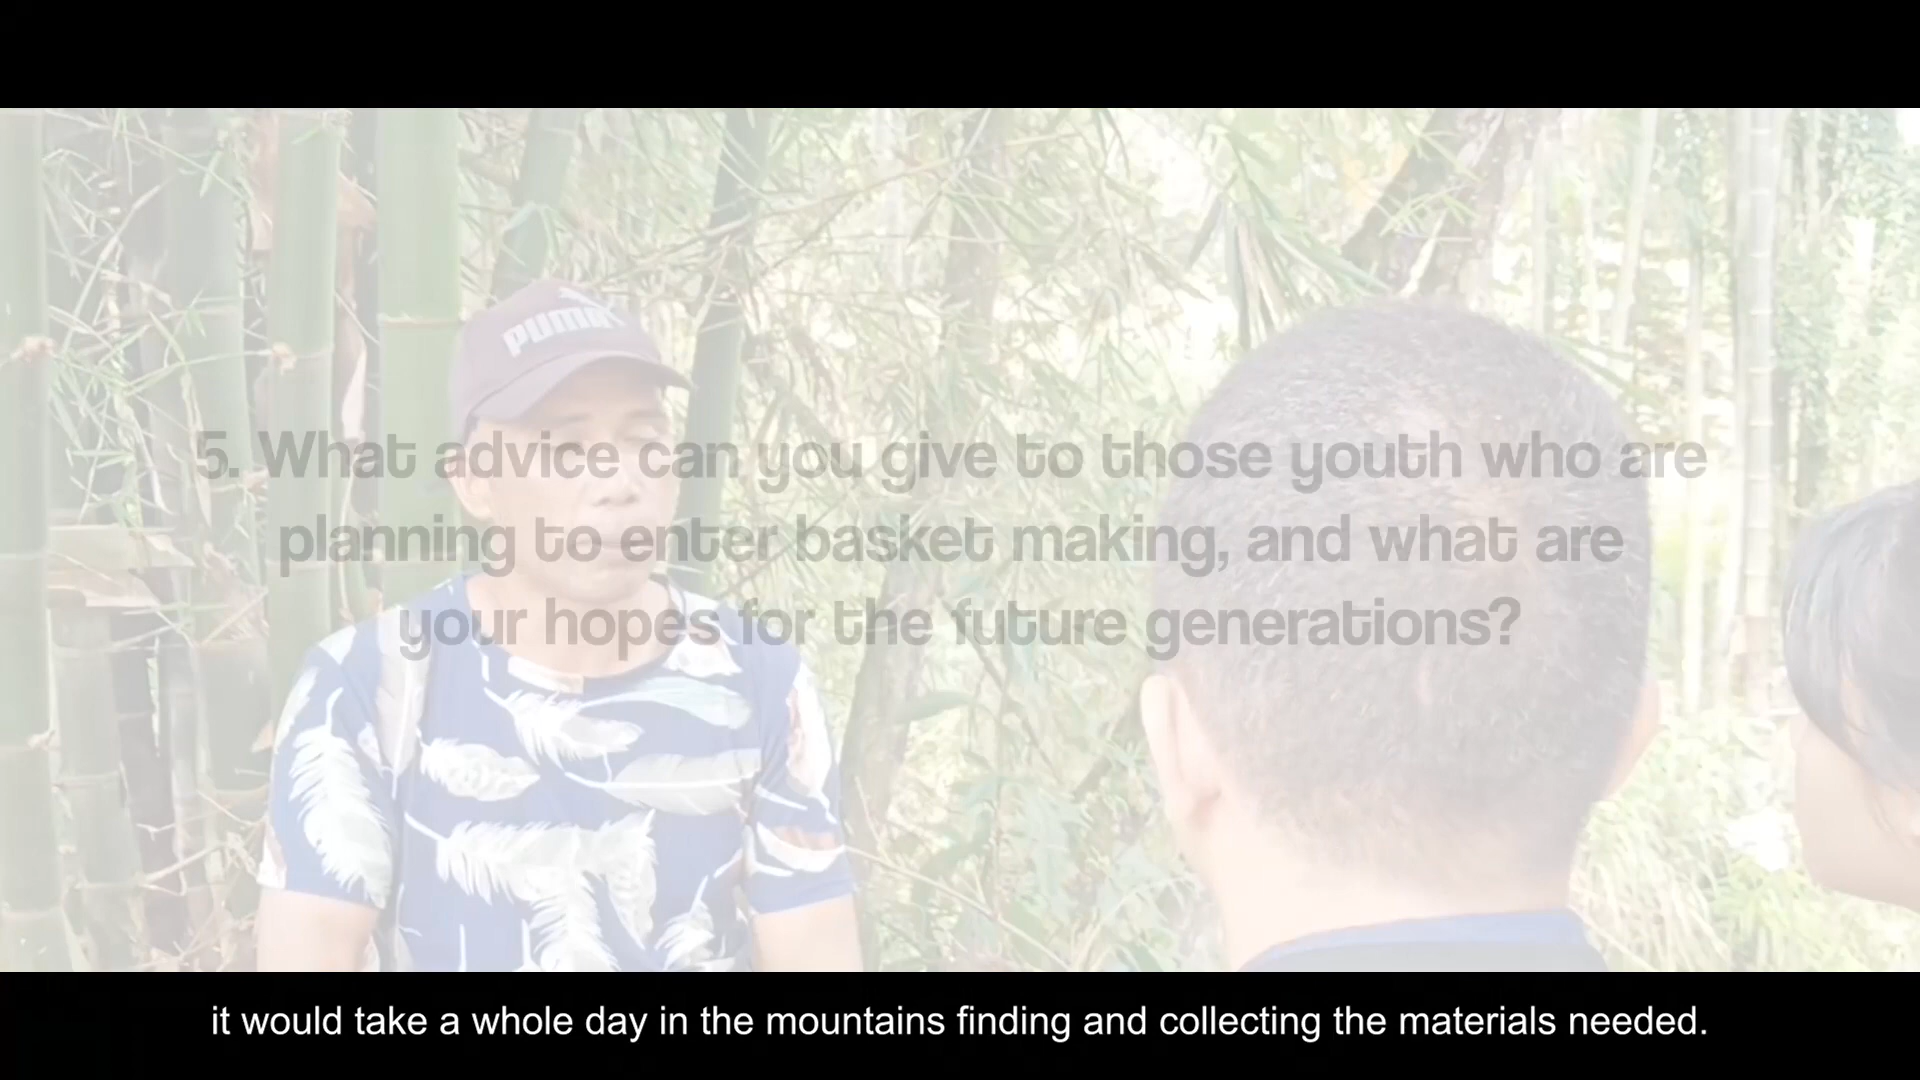 PUMA
5. What advice can you give to those youth who are
planning to enter basket making, and what are
your hopes for the future generations?
it would take a whole day in the mountains finding and collecting the materials needed.